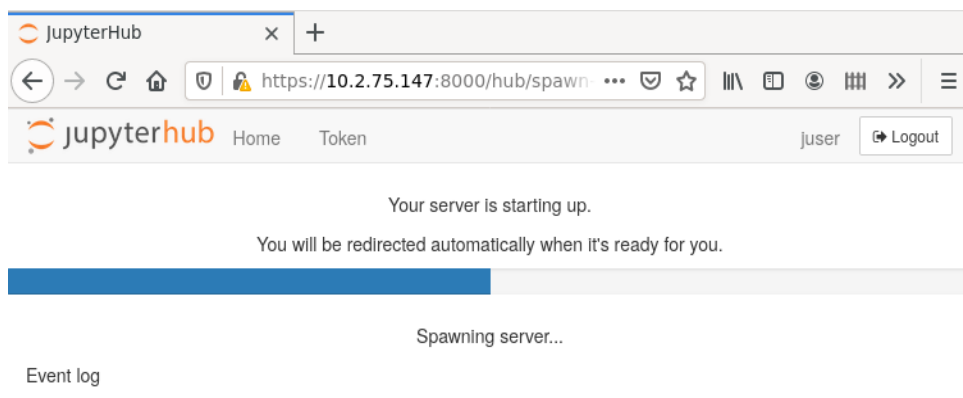 JupyterHub
https://10.2.75.147:8000/hub/spawn-
jupyterhub Home Token juser Logout
Your server is starting up.
You will be redirected automatically when it's ready for you.
Spawning server...
Event log